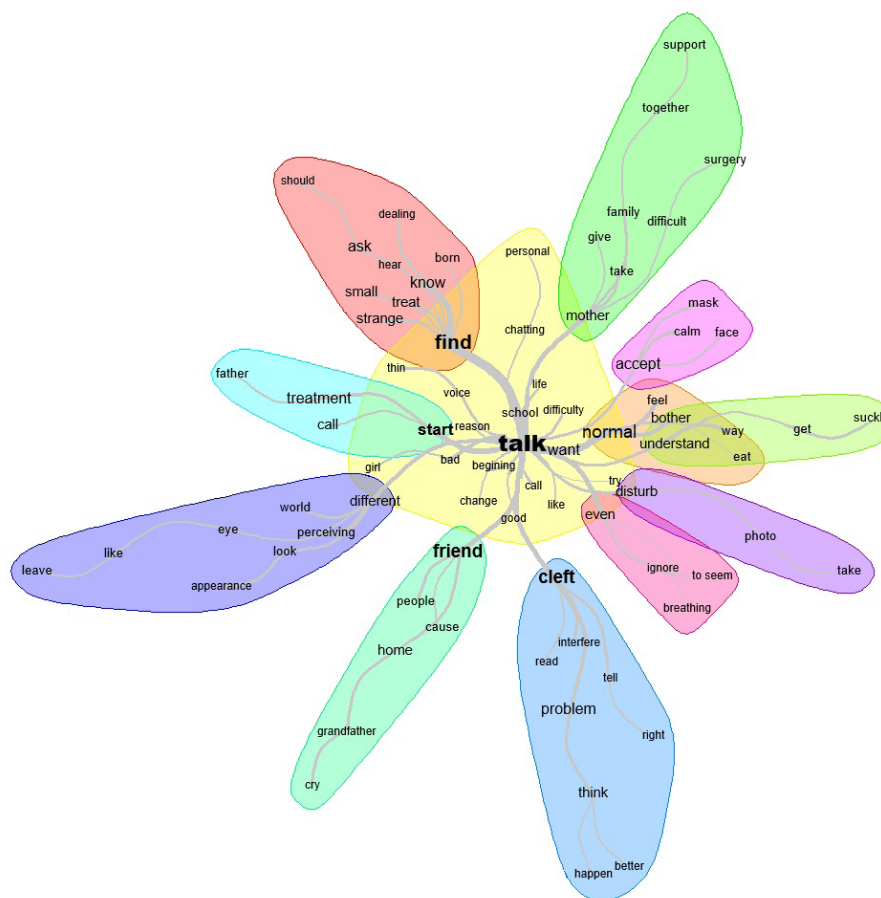 support
together
surgery
should
dealing
family
difficult
ask
give
personal
born
hear
know
take
small
treat
mask
strange
mother
calm
face
chatting
find
accept
thin
father
life
treatment
voice
feel
school
difficulty
bother
call
start
reason
normal
way
get
suckl
talk
want
understand
bad
eat
girl
begining
try
call
disturb
different
change
like
world
good
even
eye
perceiving
photo
like
look
friend
leave
cleft
ignore
to seem
take
appearance
people
breathing
cause
interfere
home
read
tell
problem
grandfather
right
cry
think
better
happen